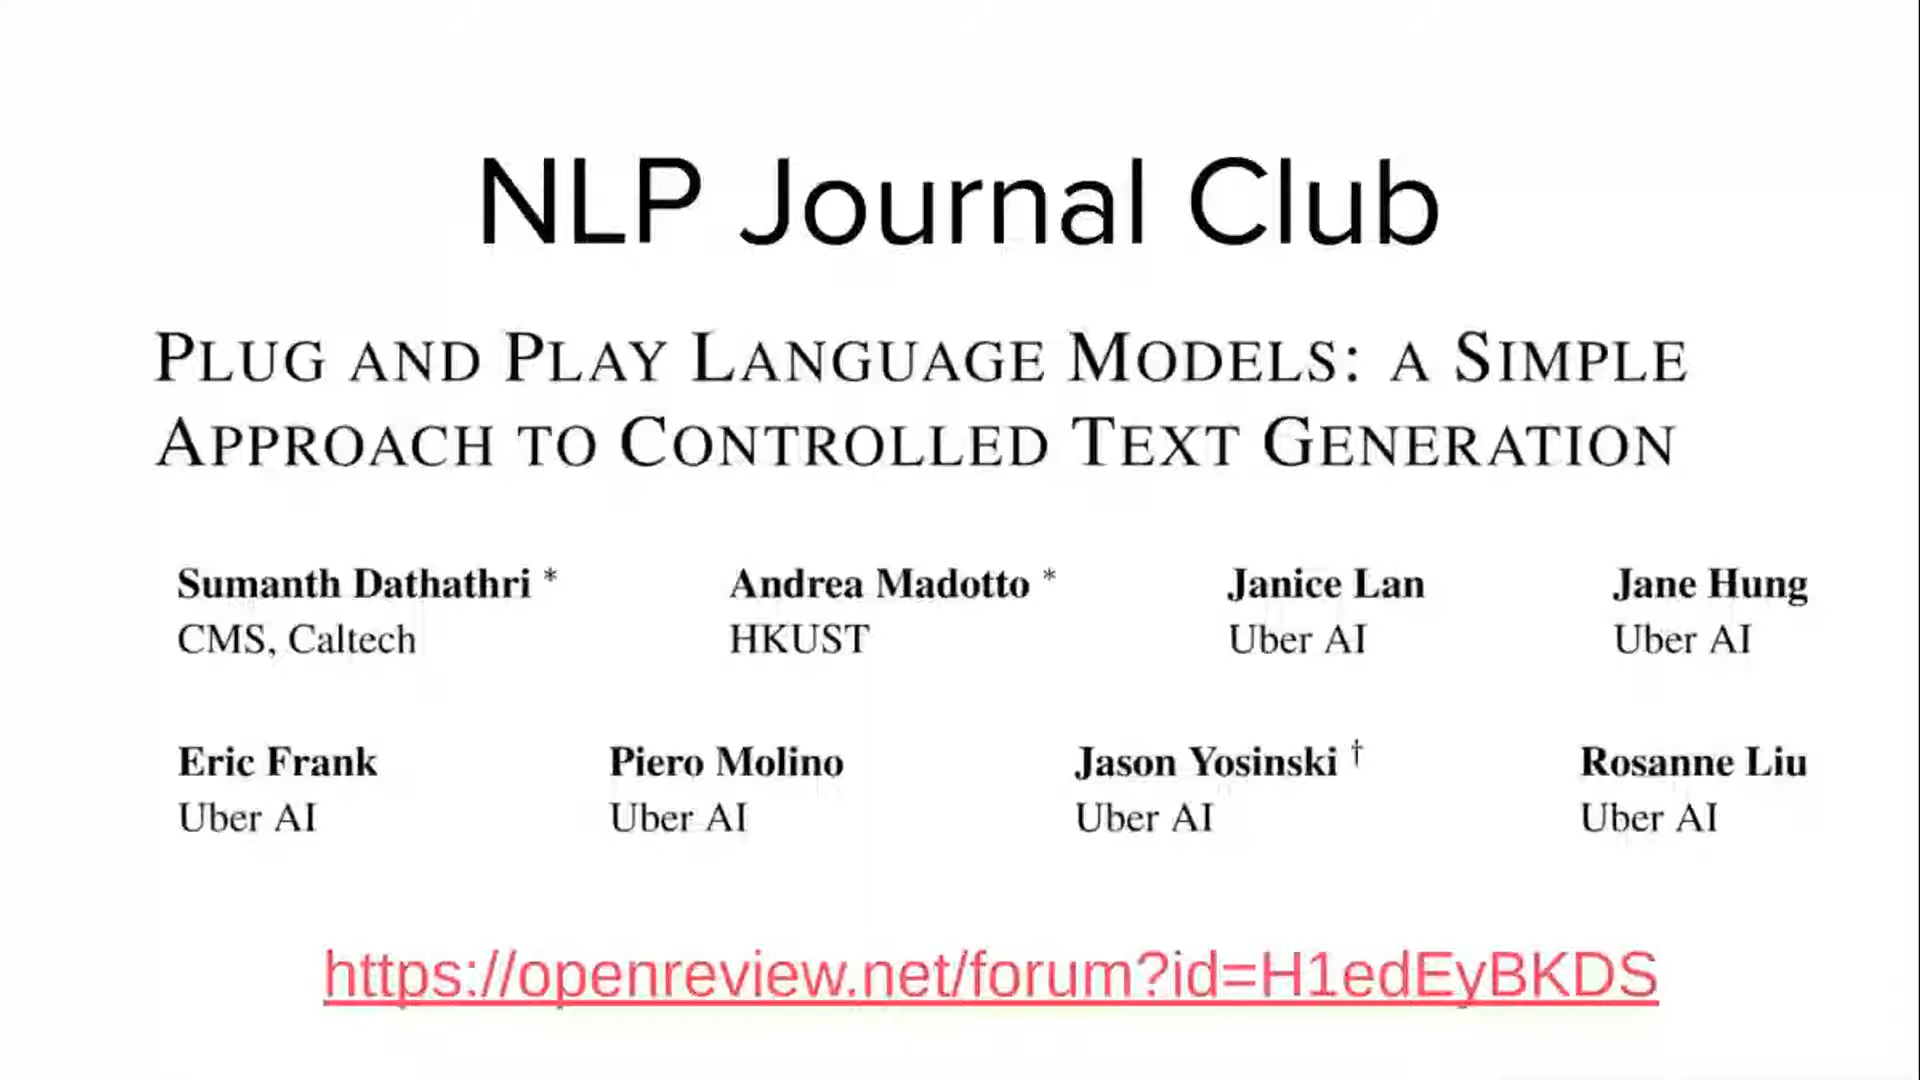 NLP Journal Club
PLUG AND PLAY LANGUAGE MODELS: A SIMPLE
APPROACH TO CONTROLLED TEXT GENERATION
Sumanth Dathathri * Andrea Madotto * Janice Lan Jane Hung
CMS, Caltech HKUST Uber AI Uber AI
Eric Frank Piero Molino Jason Yosinski † Rosanne Liu
Uber AI Uber AI Uber AI Uber AI
https://openreview.net/forum?id=H1edEyBKDS